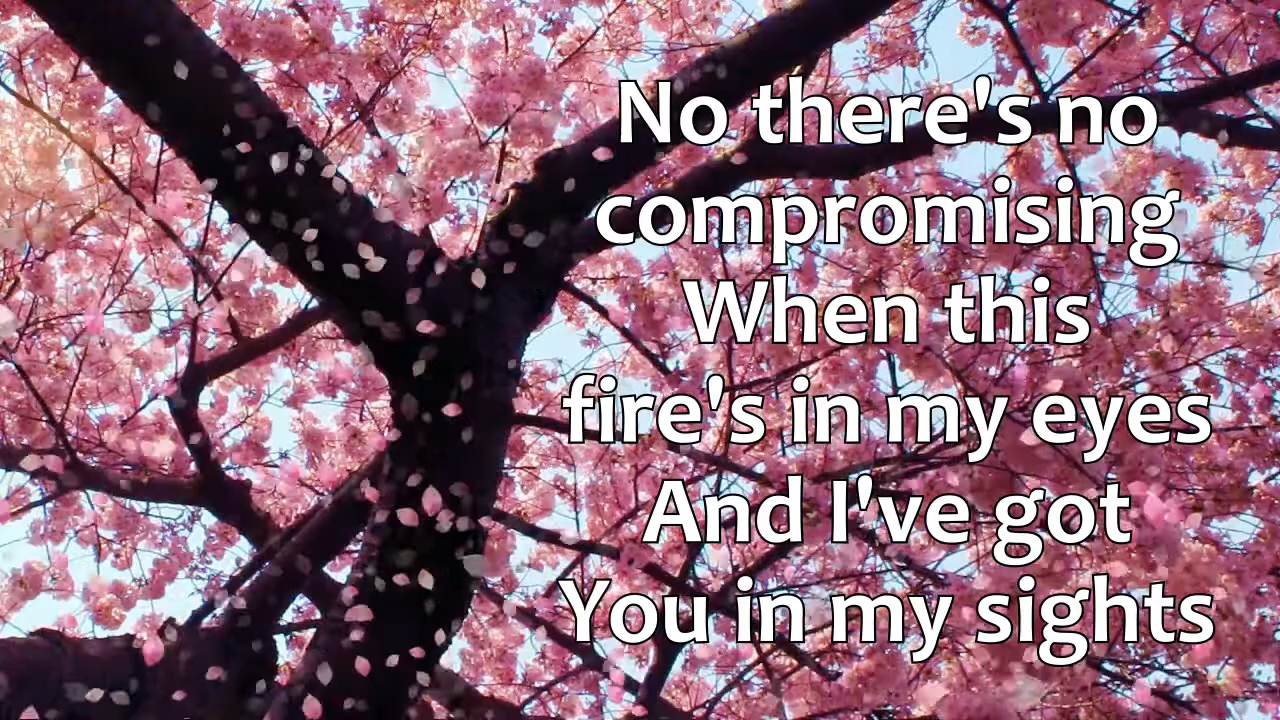 No there's no
compromising
When this
fire's in my eyes
And I've got
You in my sights